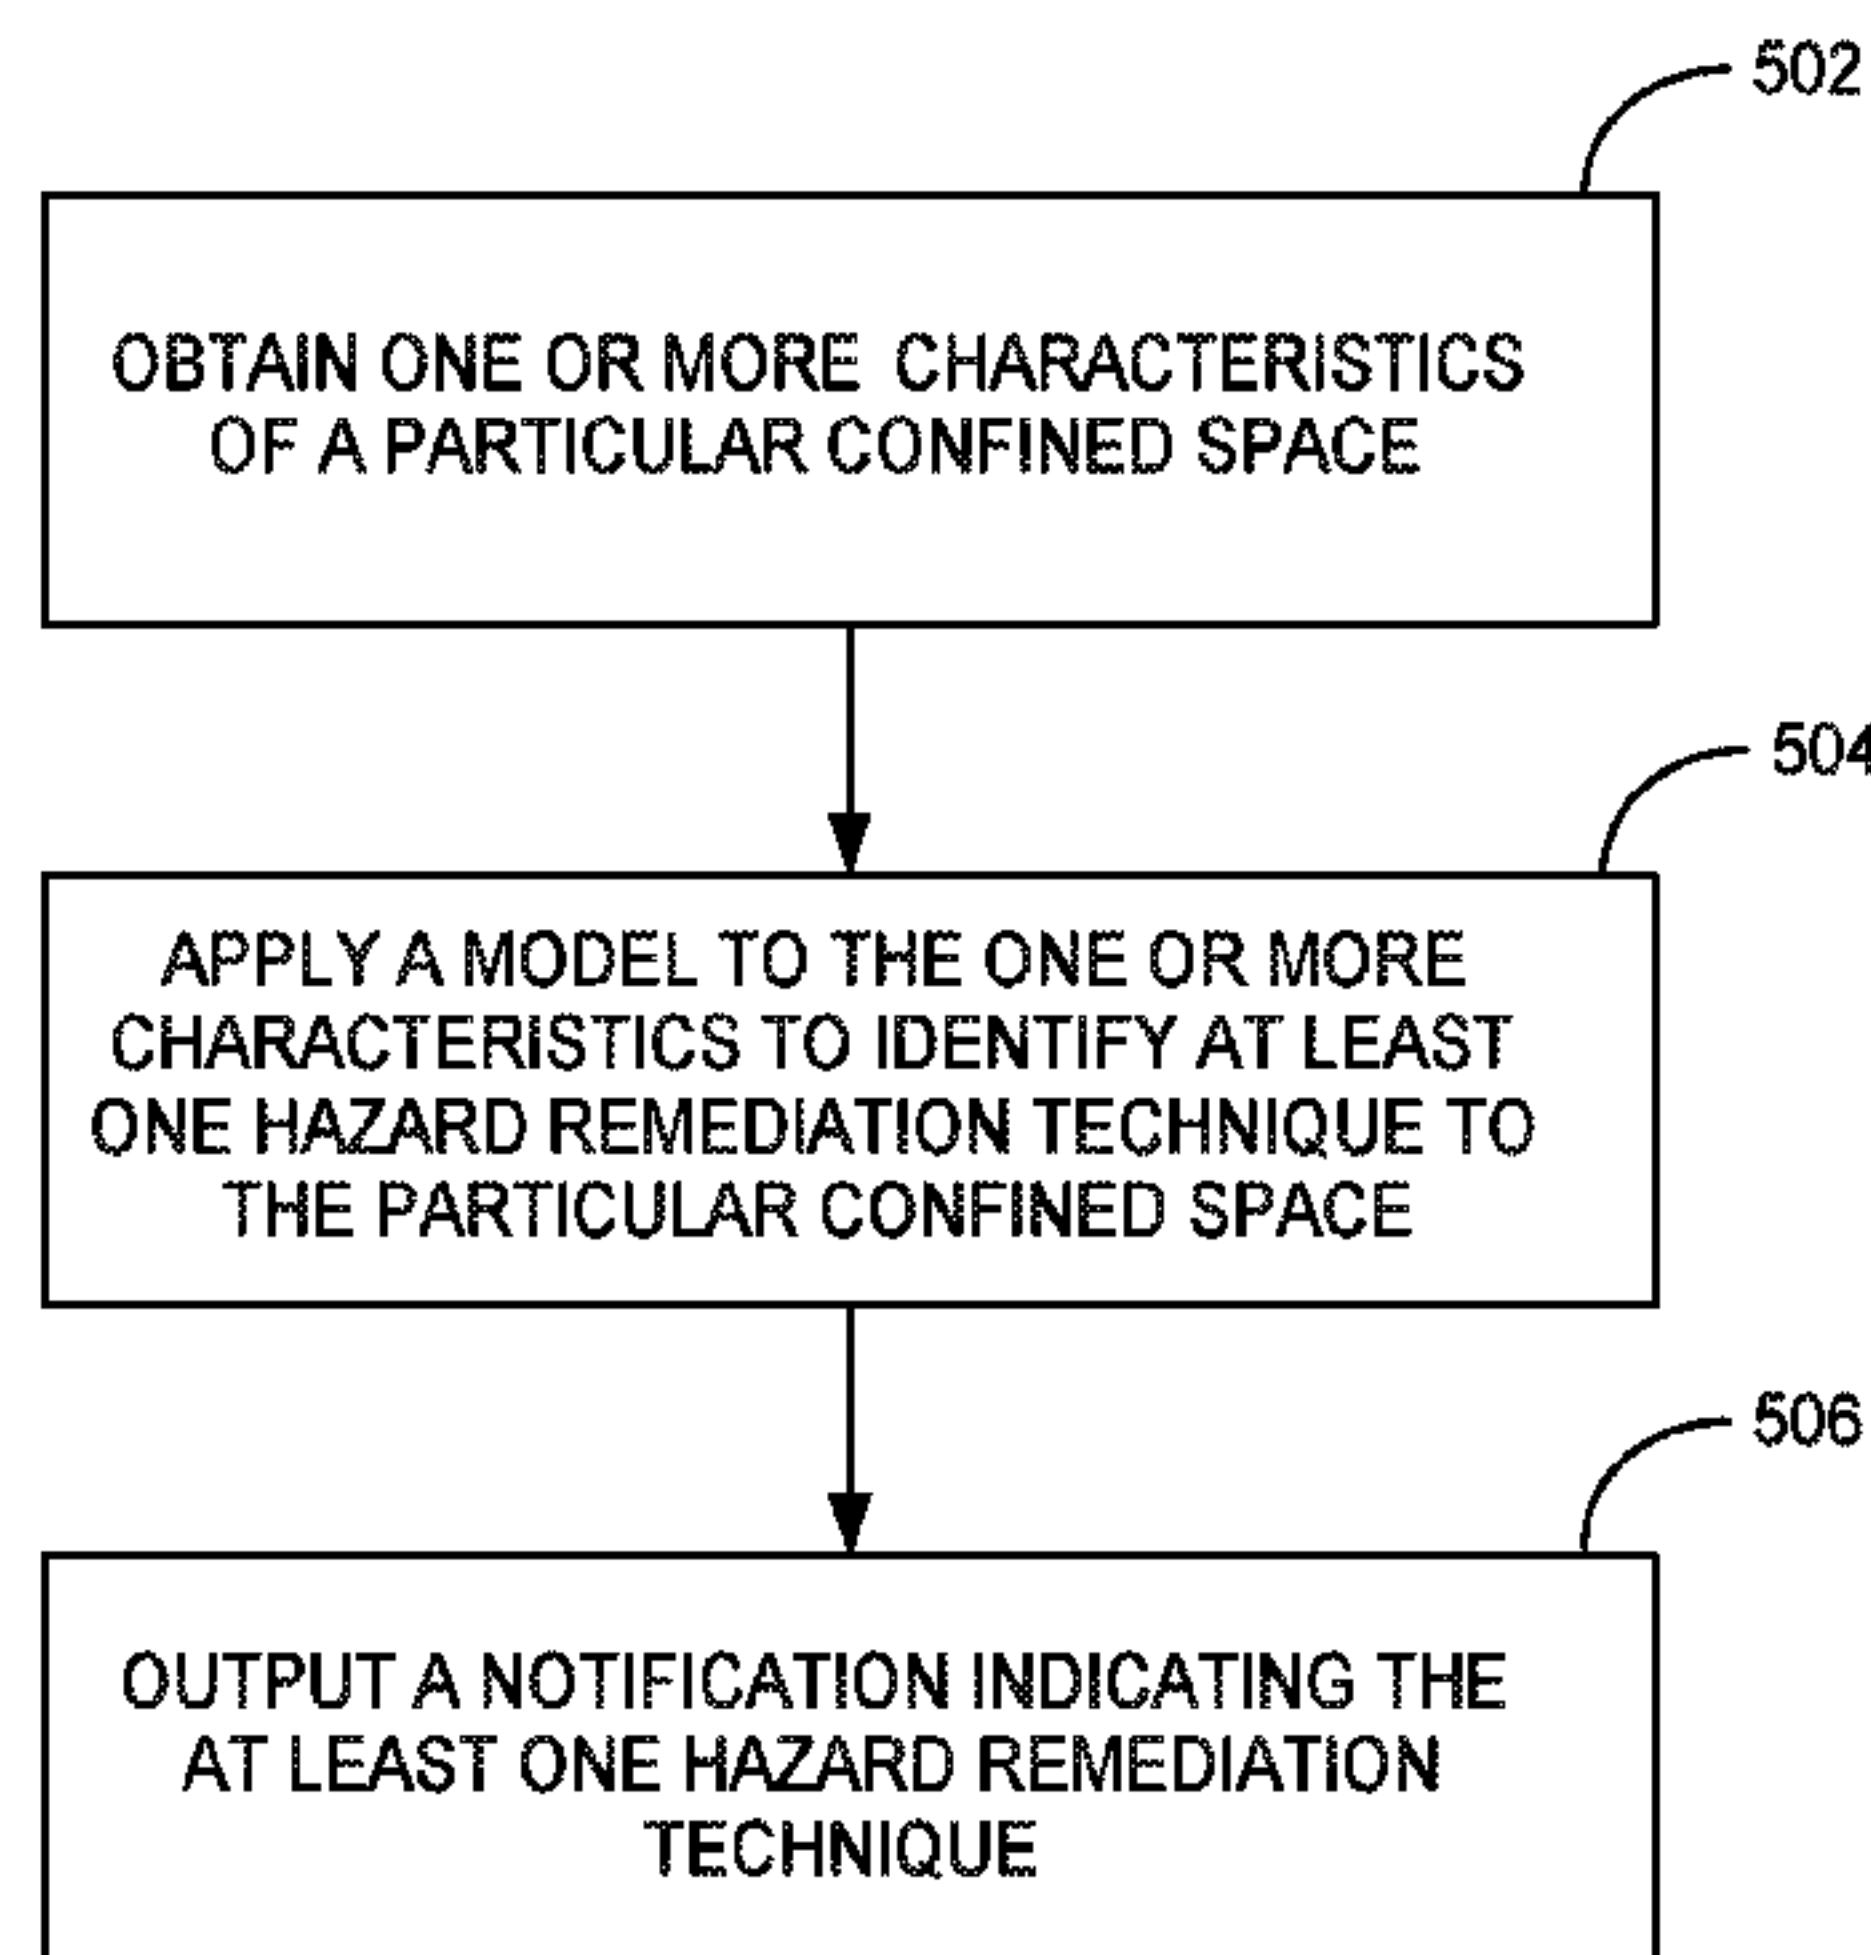 502
OBTAIN ONE OR MORE CHARACTERISTICS
OF A PARTICULAR CONFINED SPACE
504
APPLY A MODEL TO THE ONE OR MORE
CHARACTERISTICS TO IDENTIFY AT LEAST
ONE HAZARD REMEDIATION TECHNIQUE TO
THE PARTICULAR CONFINED SPACE
506
OUTPUT A NOTIFICATION INDICATING THE
AT LEAST ONE HAZARD REMEDIATION
TECHNIQUE